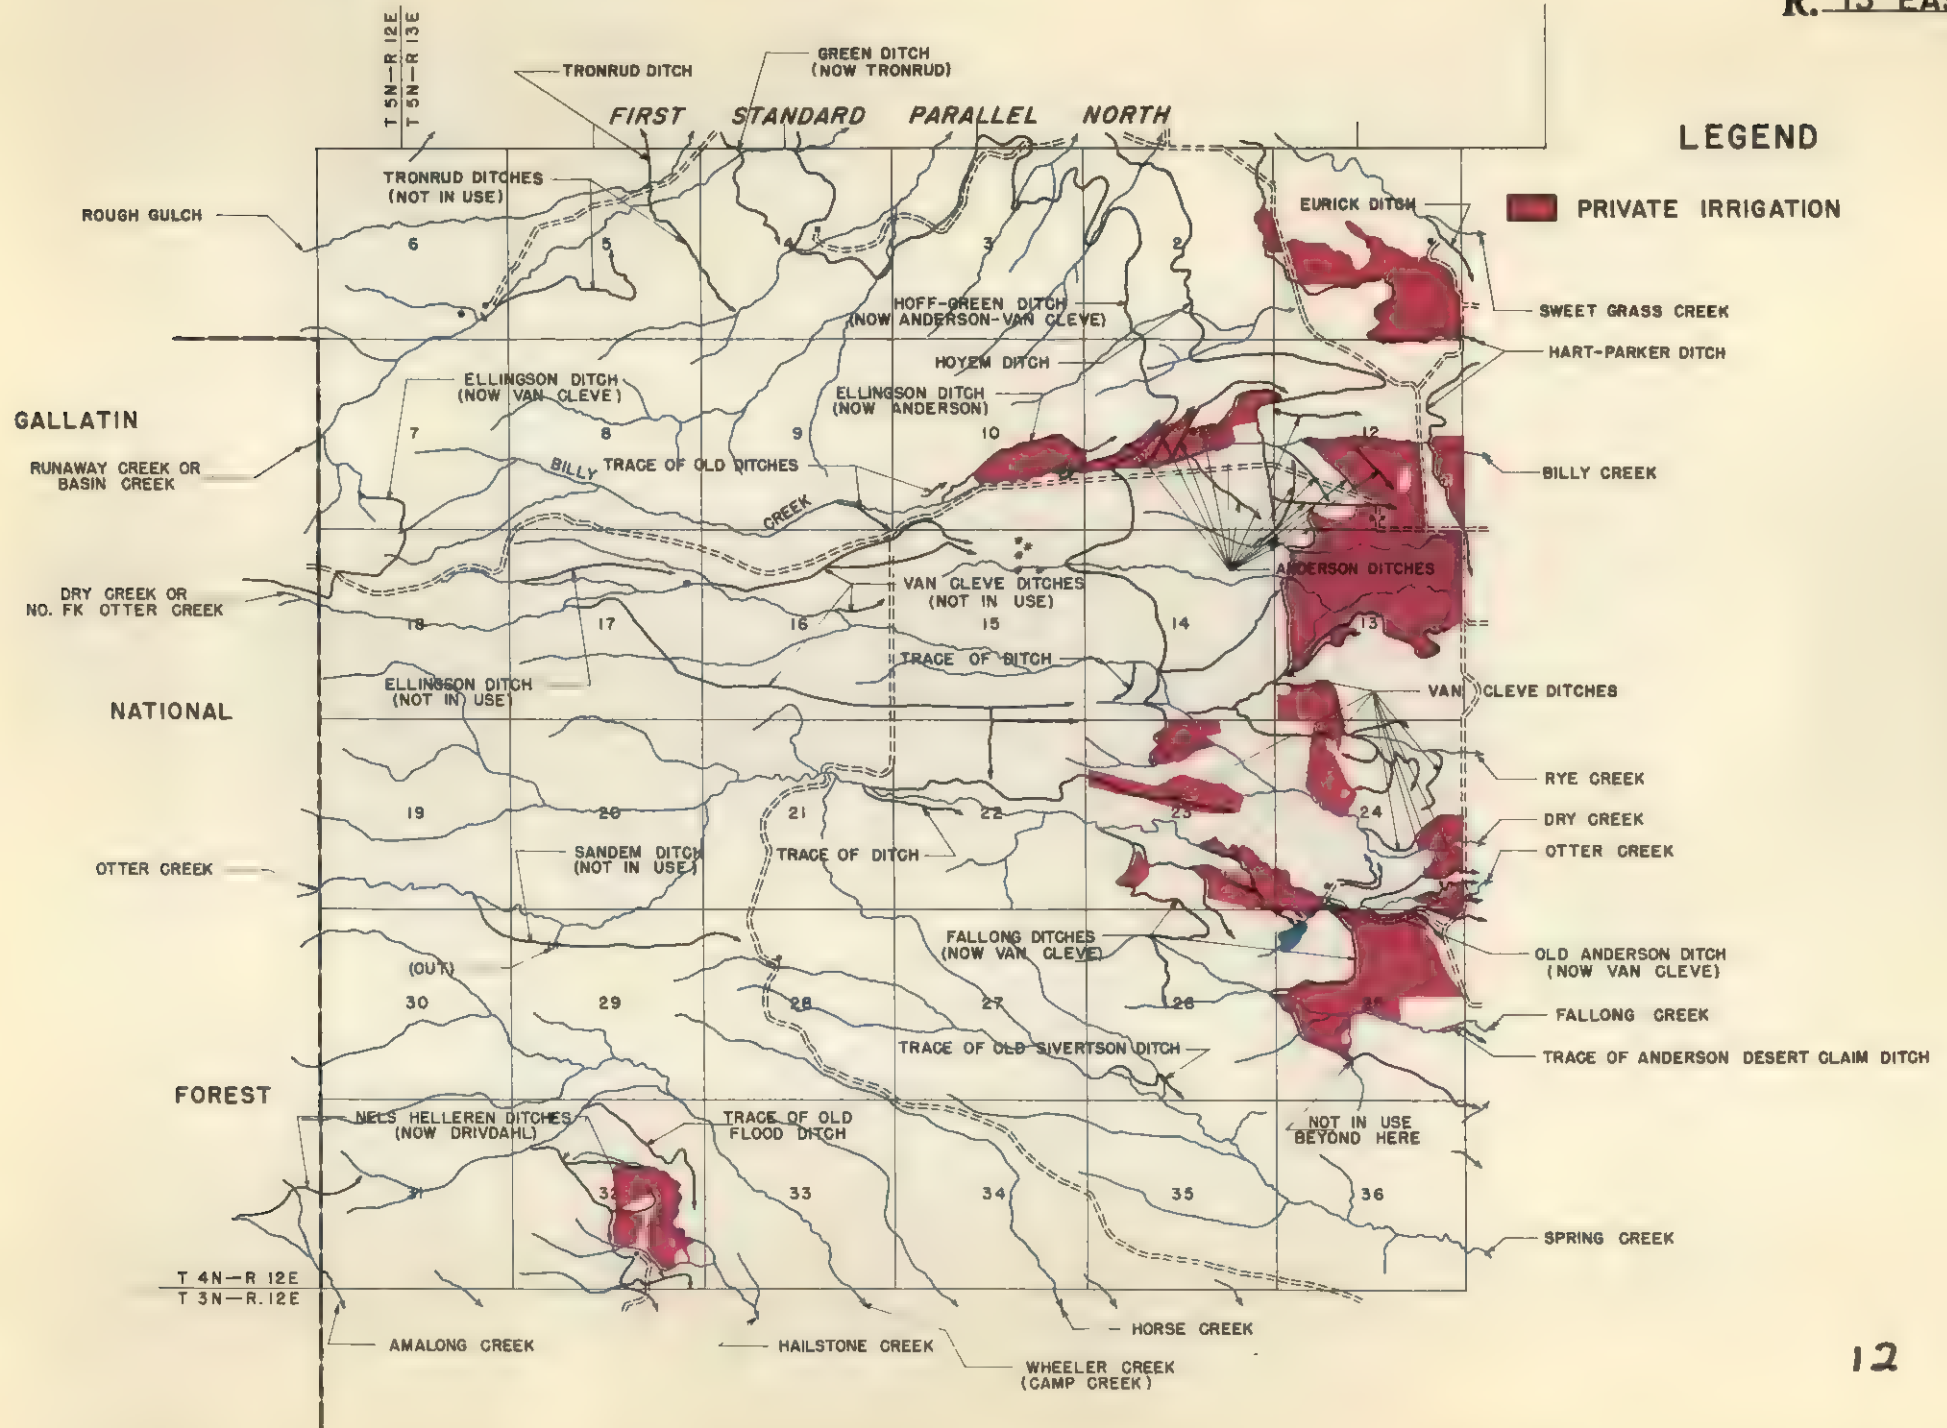 R. 13 EAS
T 5N-R 12E
T 5N-R 13E
TRONRUD DITCH
GREEN DITCH
(NOW TRONRUD)
FIRST STANDARD PARALLEL NORTH
LEGEND
PRIVATE IRRIGATION
TRONRUD DITCHES
(NOT IN USE)
ROUGH GULCH
EURICK DITCH
6
5
4
3
2
HOFF-GREEN DITCH
(NOW ANDERSON-VAN CLEVE)
SWEET GRASS CREEK
HOYEM DITCH
HART-PARKER DITCH
ELLINGSON DITCH
(NOW VAN CLEVE)
ELLINGSON DITCH
(NOW ANDERSON)
GALLATIN
7
8
9
10
12
RUNAWAY CREEK OR
BASIN CREEK
BILLY
CREEK
TRACE OF OLD DITCHES
BILLY CREEK
ANDERSON DITCHES
DRY CREEK OR
NO. FK OTTER CREEK
VAN CLEVE DITCHES
(NOT IN USE)
18
17
16
15
14
13
TRACE OF DITCH
ELLINGSON DITCH
(NOT IN USE)
VAN CLEVE DITCHES
NATIONAL
RYE CREEK
19
20
21
22
23
24
DRY CREEK
OTTER CREEK
SANDEM DITCH
(NOT IN USE)
TRACE OF DITCH
OTTER CREEK
FALLONG DITCHES
(NOW VAN CLEVE)
OLD ANDERSON DITCH
(NOW VAN CLEVE)
(OUT)
30
29
28
27
26
25
FALLONG CREEK
TRACE OF OLD SIVERTSON DITCH
TRACE OF ANDERSON DESERT CLAIM DITCH
FOREST
NELS HELLEREN DITCHES
(NOW DRIVDAHL)
TRACE OF OLD
FLOOD DITCH
NOT IN USE
BEYOND HERE
31
32
33
34
35
36
SPRING CREEK
T 4N-R 12E
T 3N-R.12E
AMALONG CREEK
HAILSTONE CREEK
HORSE CREEK
WHEELER CREEK
(CAMP CREEK)
12